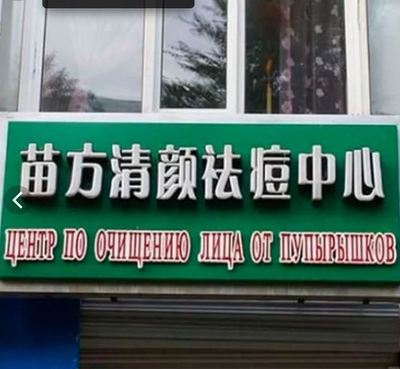 苗方清颜祛痘中心
ЦЕНТР ПО ОЧИЩЕНИЮ ЛИЦА ОТ ПУПЫРЫШКОВ